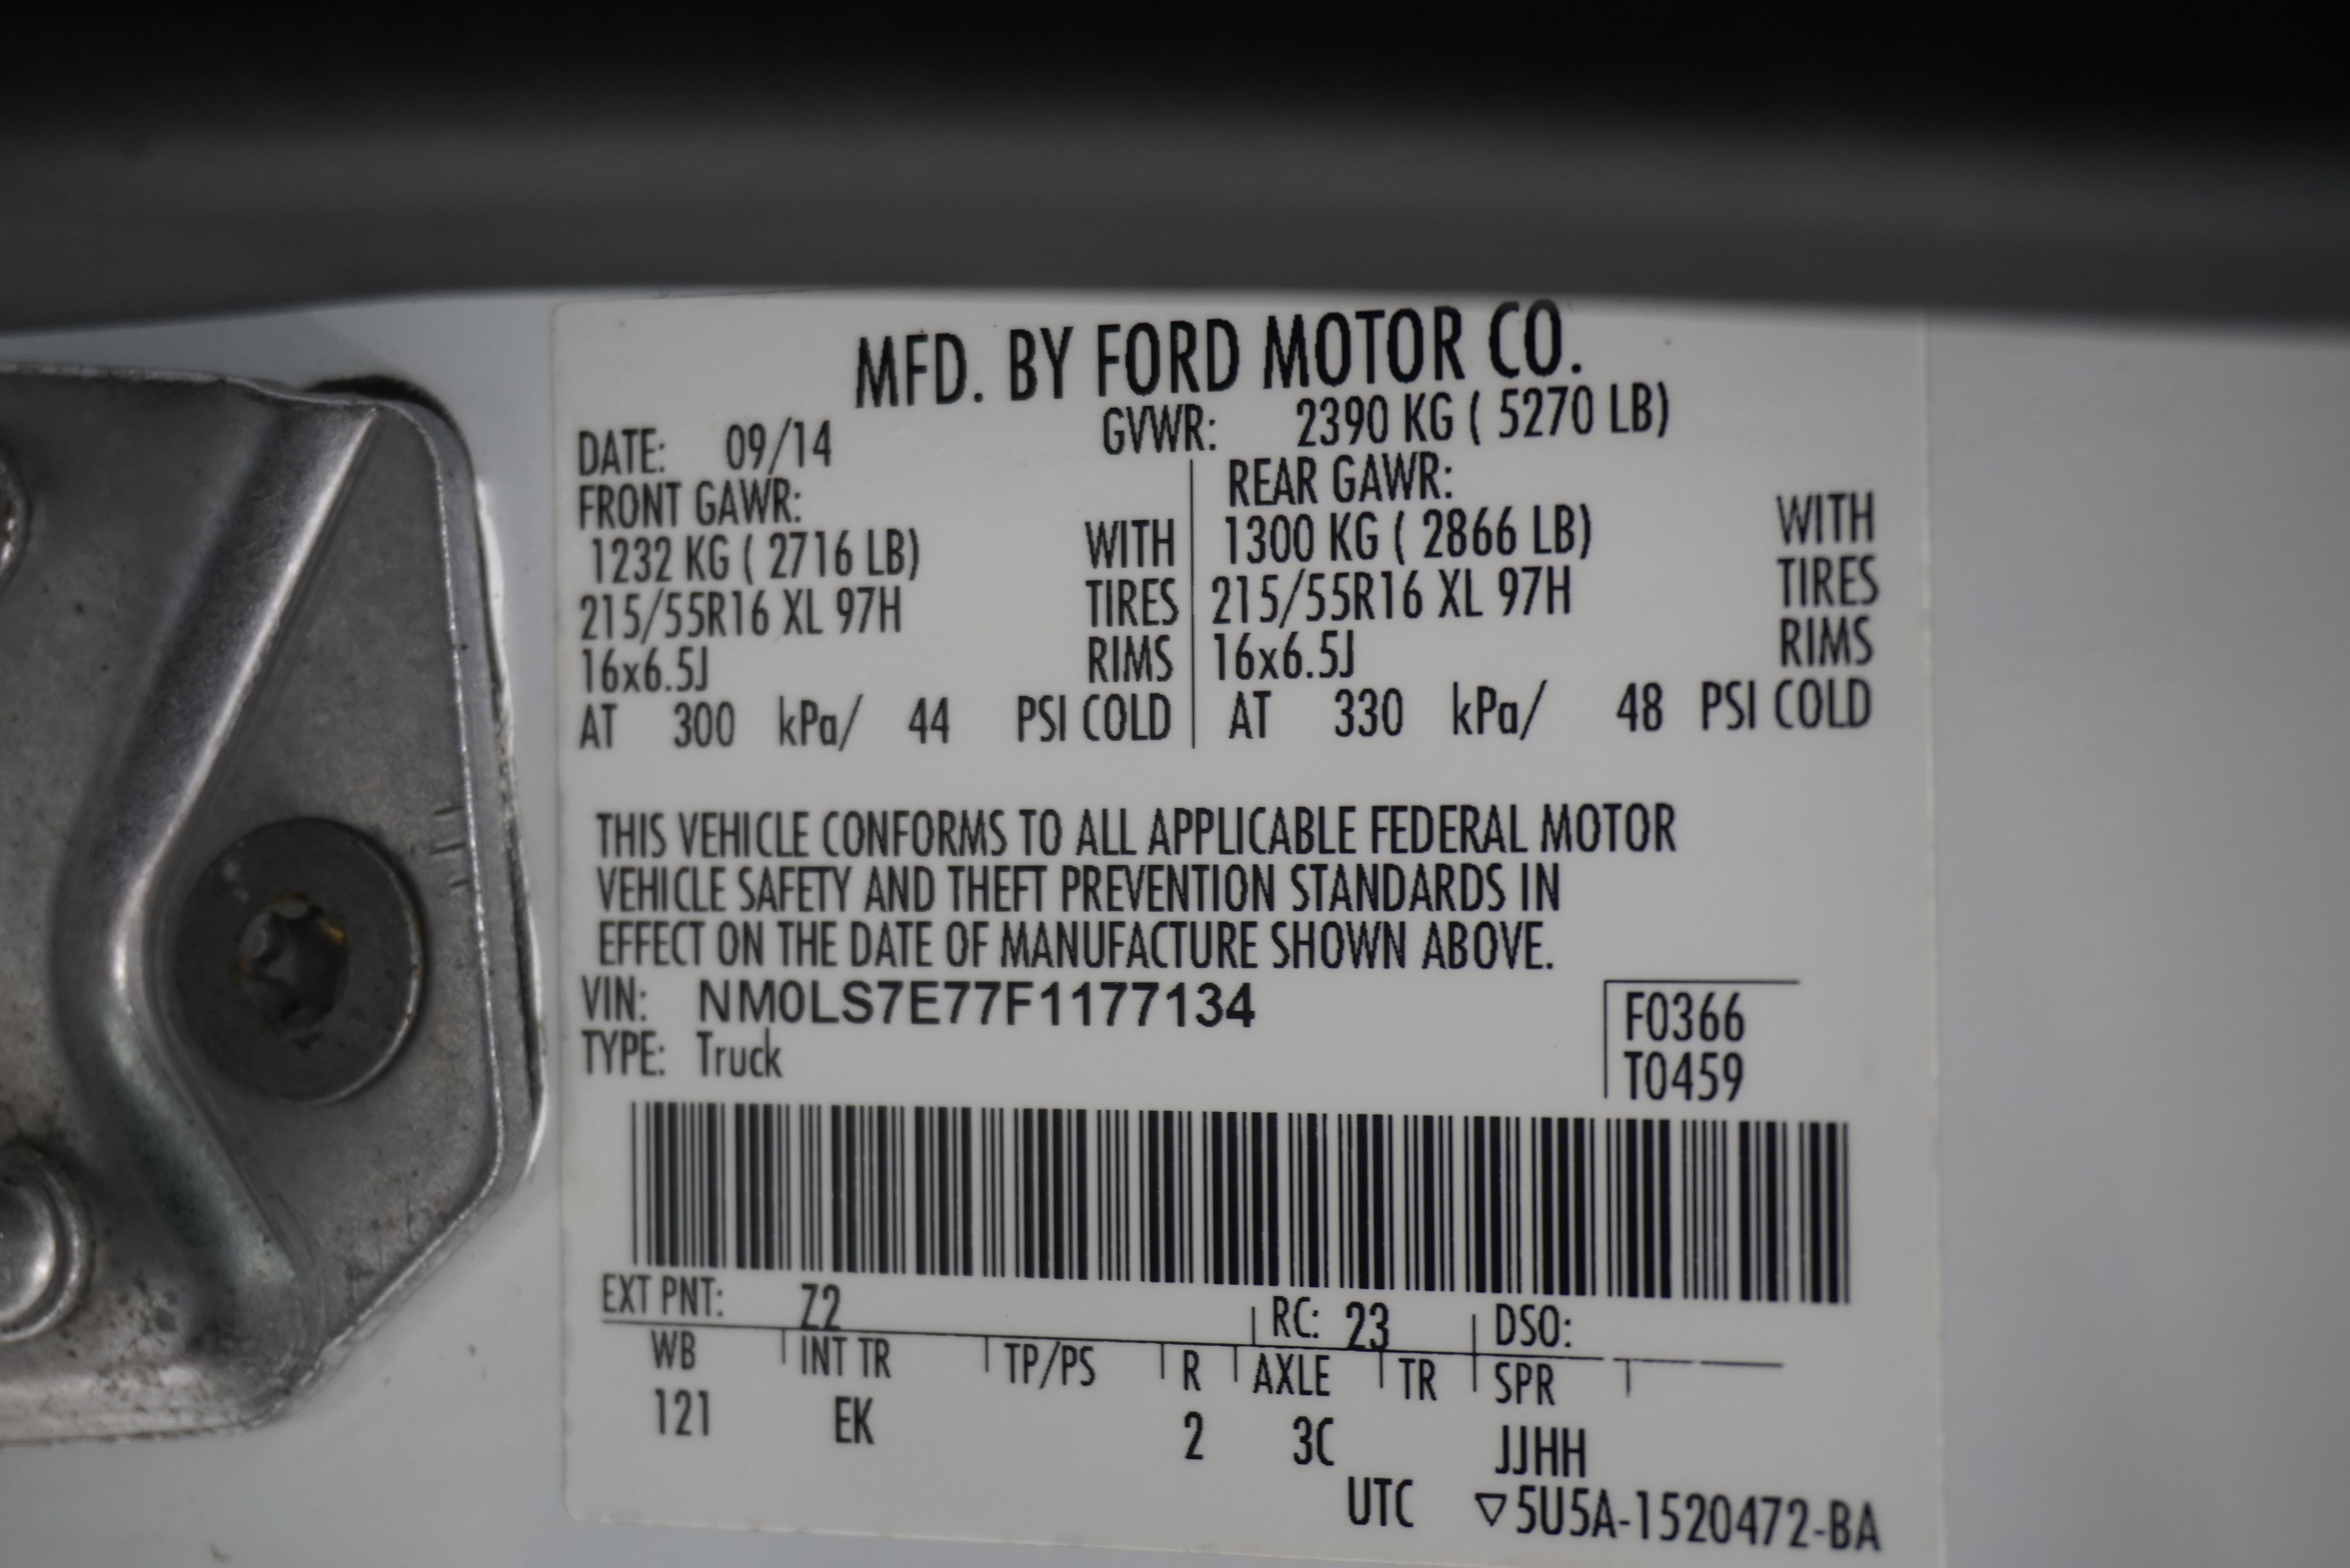 MFD. BY FORD MOTOR CO.
DATE: 09/14 GVWR: 2390 KG ( 5270 LB)
FRONT GAWR: REAR GAWR:
1232 KG ( 2716 LB) WITH 1300 KG ( 2866 LB) WITH
215/55R16 XL 97H TIRES 215/55R16 XL 97H TIRES
16x6.5J RIMS 16x6.5J RIMS
AT 300 kPa/ 44 PSI COLD AT 330 kPa/ 48 PSI COLD
THIS VEHICLE CONFORMS TO ALL APPLICABLE FEDERAL MOTOR
VEHICLE SAFETY AND THEFT PREVENTION STANDARDS IN
EFFECT ON THE DATE OF MANUFACTURE SHOWN ABOVE.
VIN: NM0LS7E77F1177134 F0366
TYPE: Truck T0459
EXT PNT: Z2 RC: 23 DSO:
WB INT TR TP/PS R AXLE TR SPR
121 EK 2 3C JJHH
UTC ▽5U5A-1520472-BA